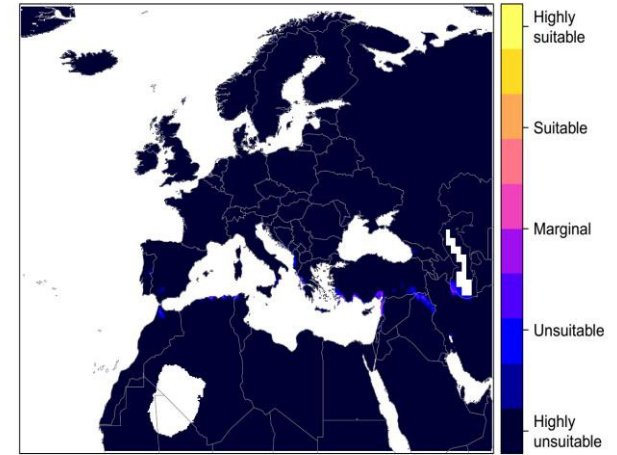 Highly
suitable
Suitable
Marginal
Unsuitable
Highly
unsuitable